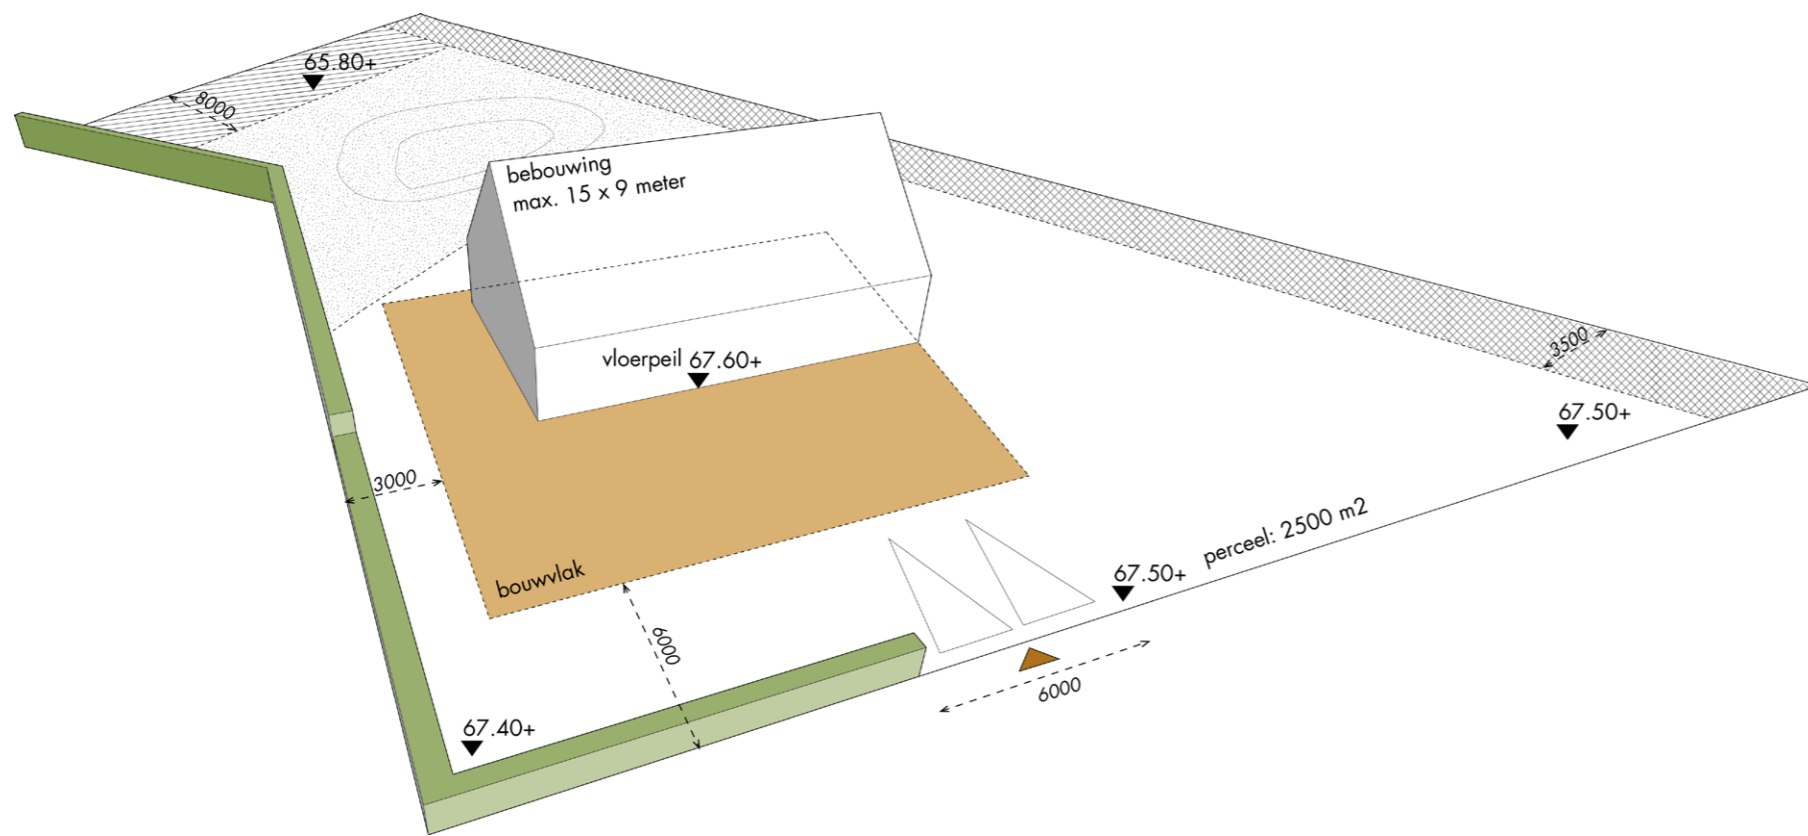 65.80+
8000
bebouwing
max. 15 x 9 meter
vloerpeil 67.60+
3500
67.50+
3000
perceel: 2500 m2
67.50+
bouwvlak
6000
6000
67.40+